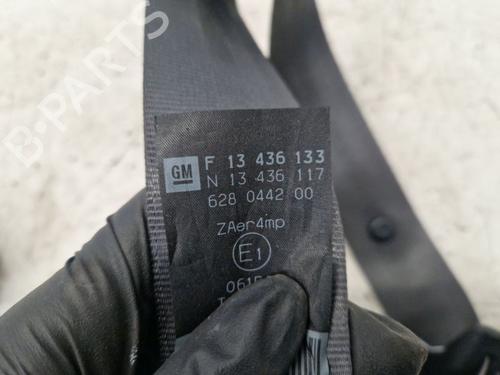 GM F 13 436 133
N 13 436 117
628 0442 00
ZAer4mp
E1
B-Parts